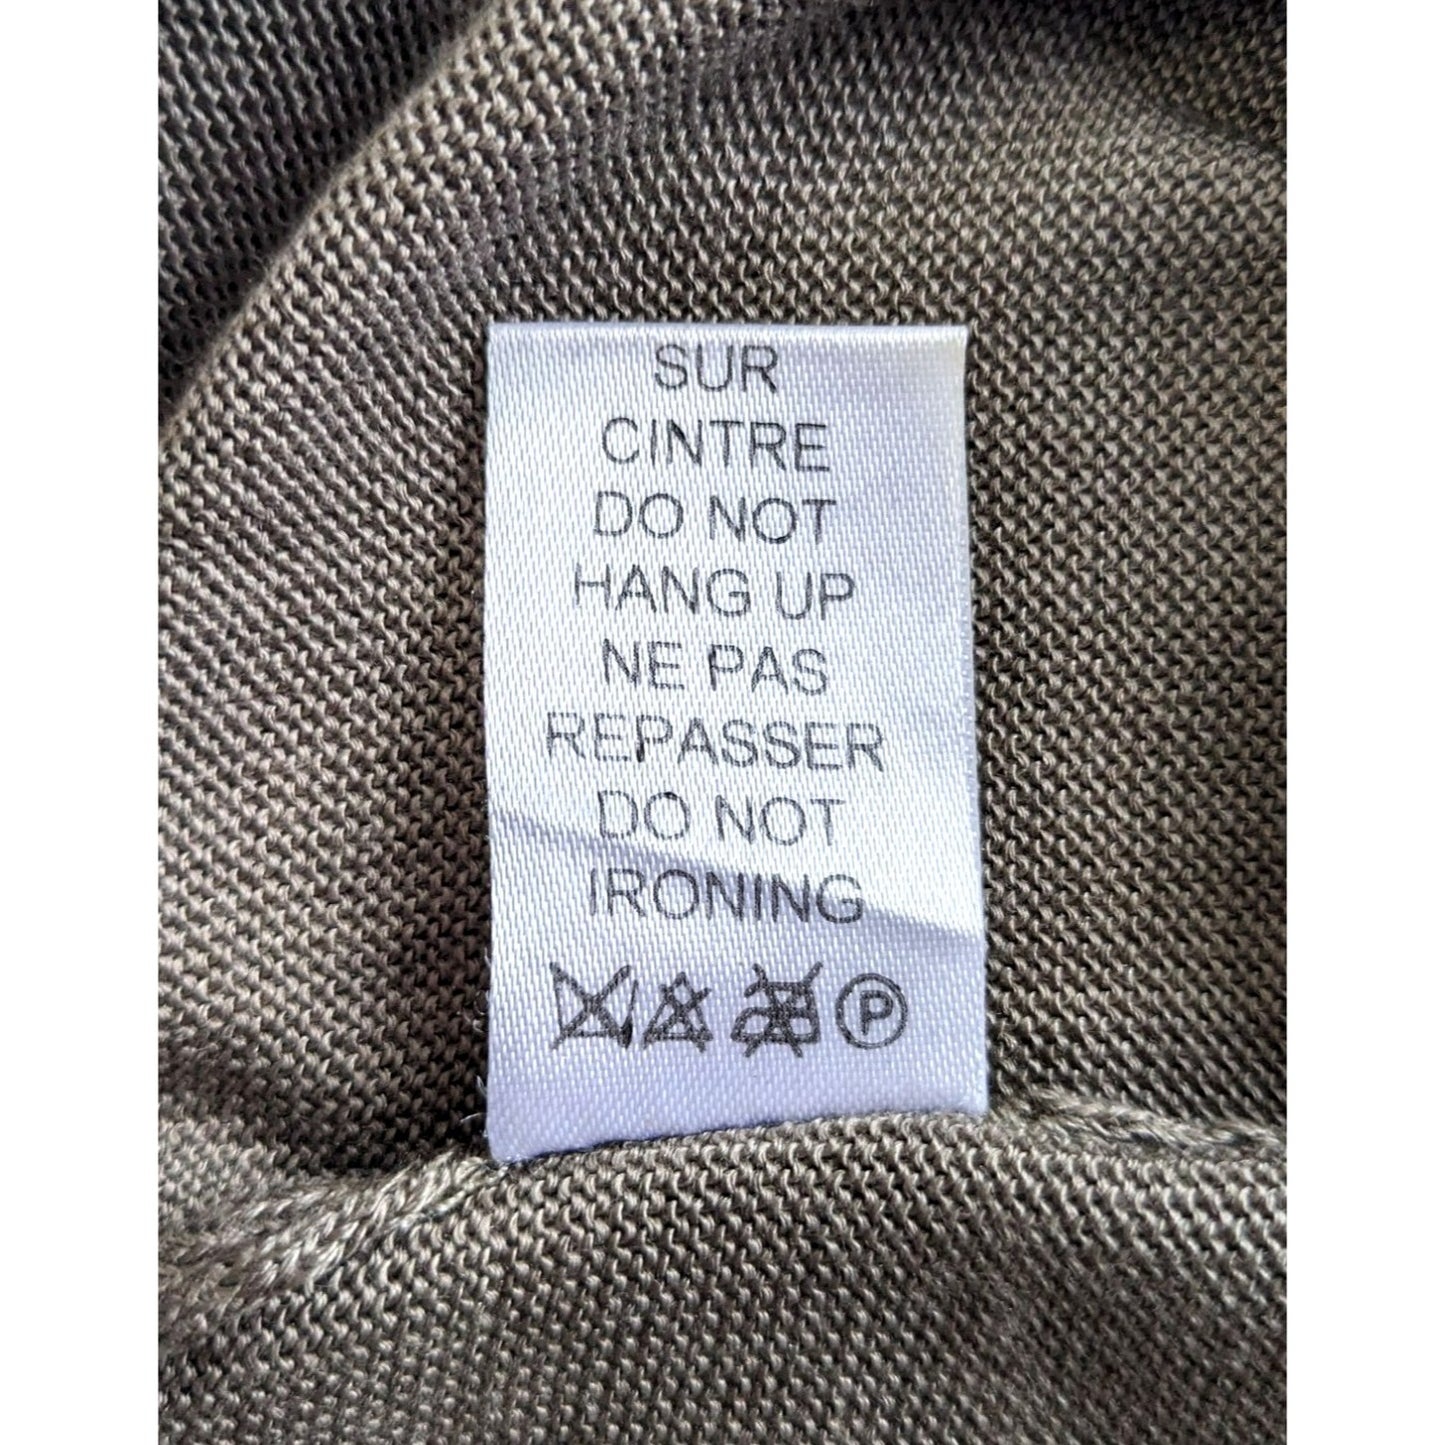 SUR
CINTRE
DO NOT
HANG UP
NE PAS
REPASSER
DO NOT
IRONING
P